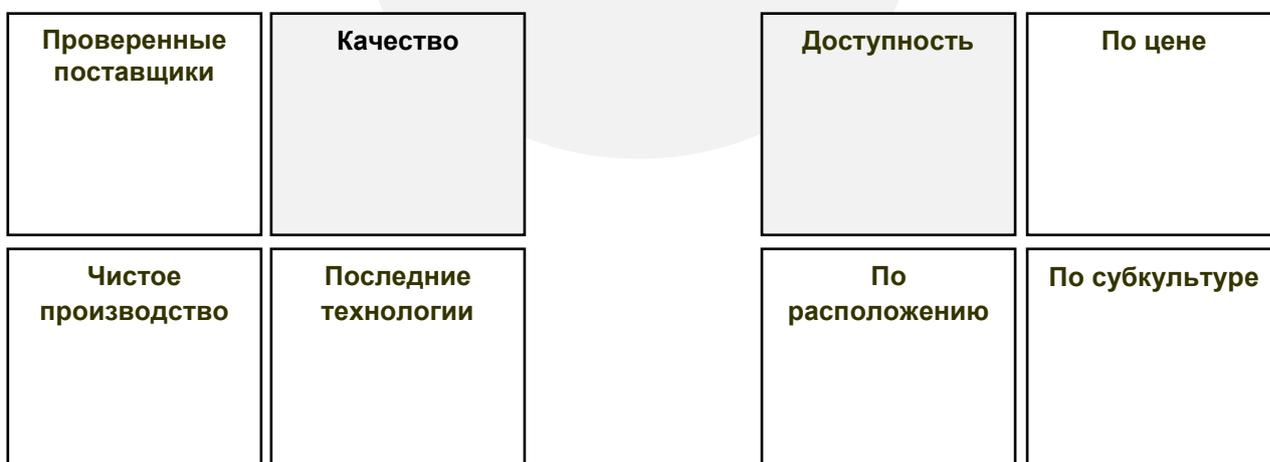 Проверенные
поставщики
Качество
Доступность
По цене
Чистое
производство
Последние
технологии
По
расположению
По субкультуре